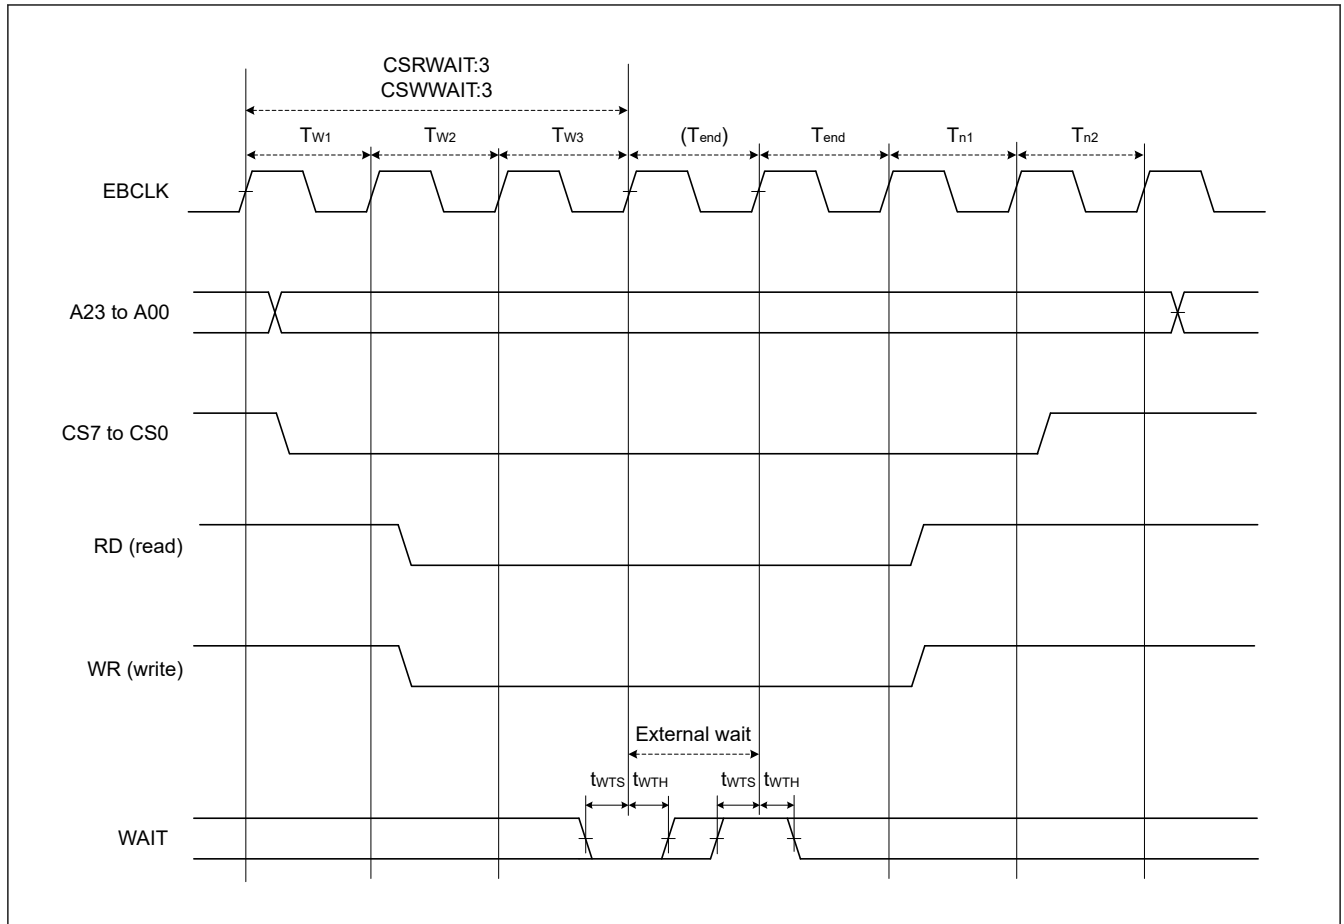 CSRWAIT:3
CSWWAIT:3
TW1 TW2 TW3 (Tend) Tend Tn1 Tn2
EBCLK
A23 to A00
CS7 to CS0
RD (read)
WR (write)
External wait
tWTS tWTH tWTS tWTH
WAIT